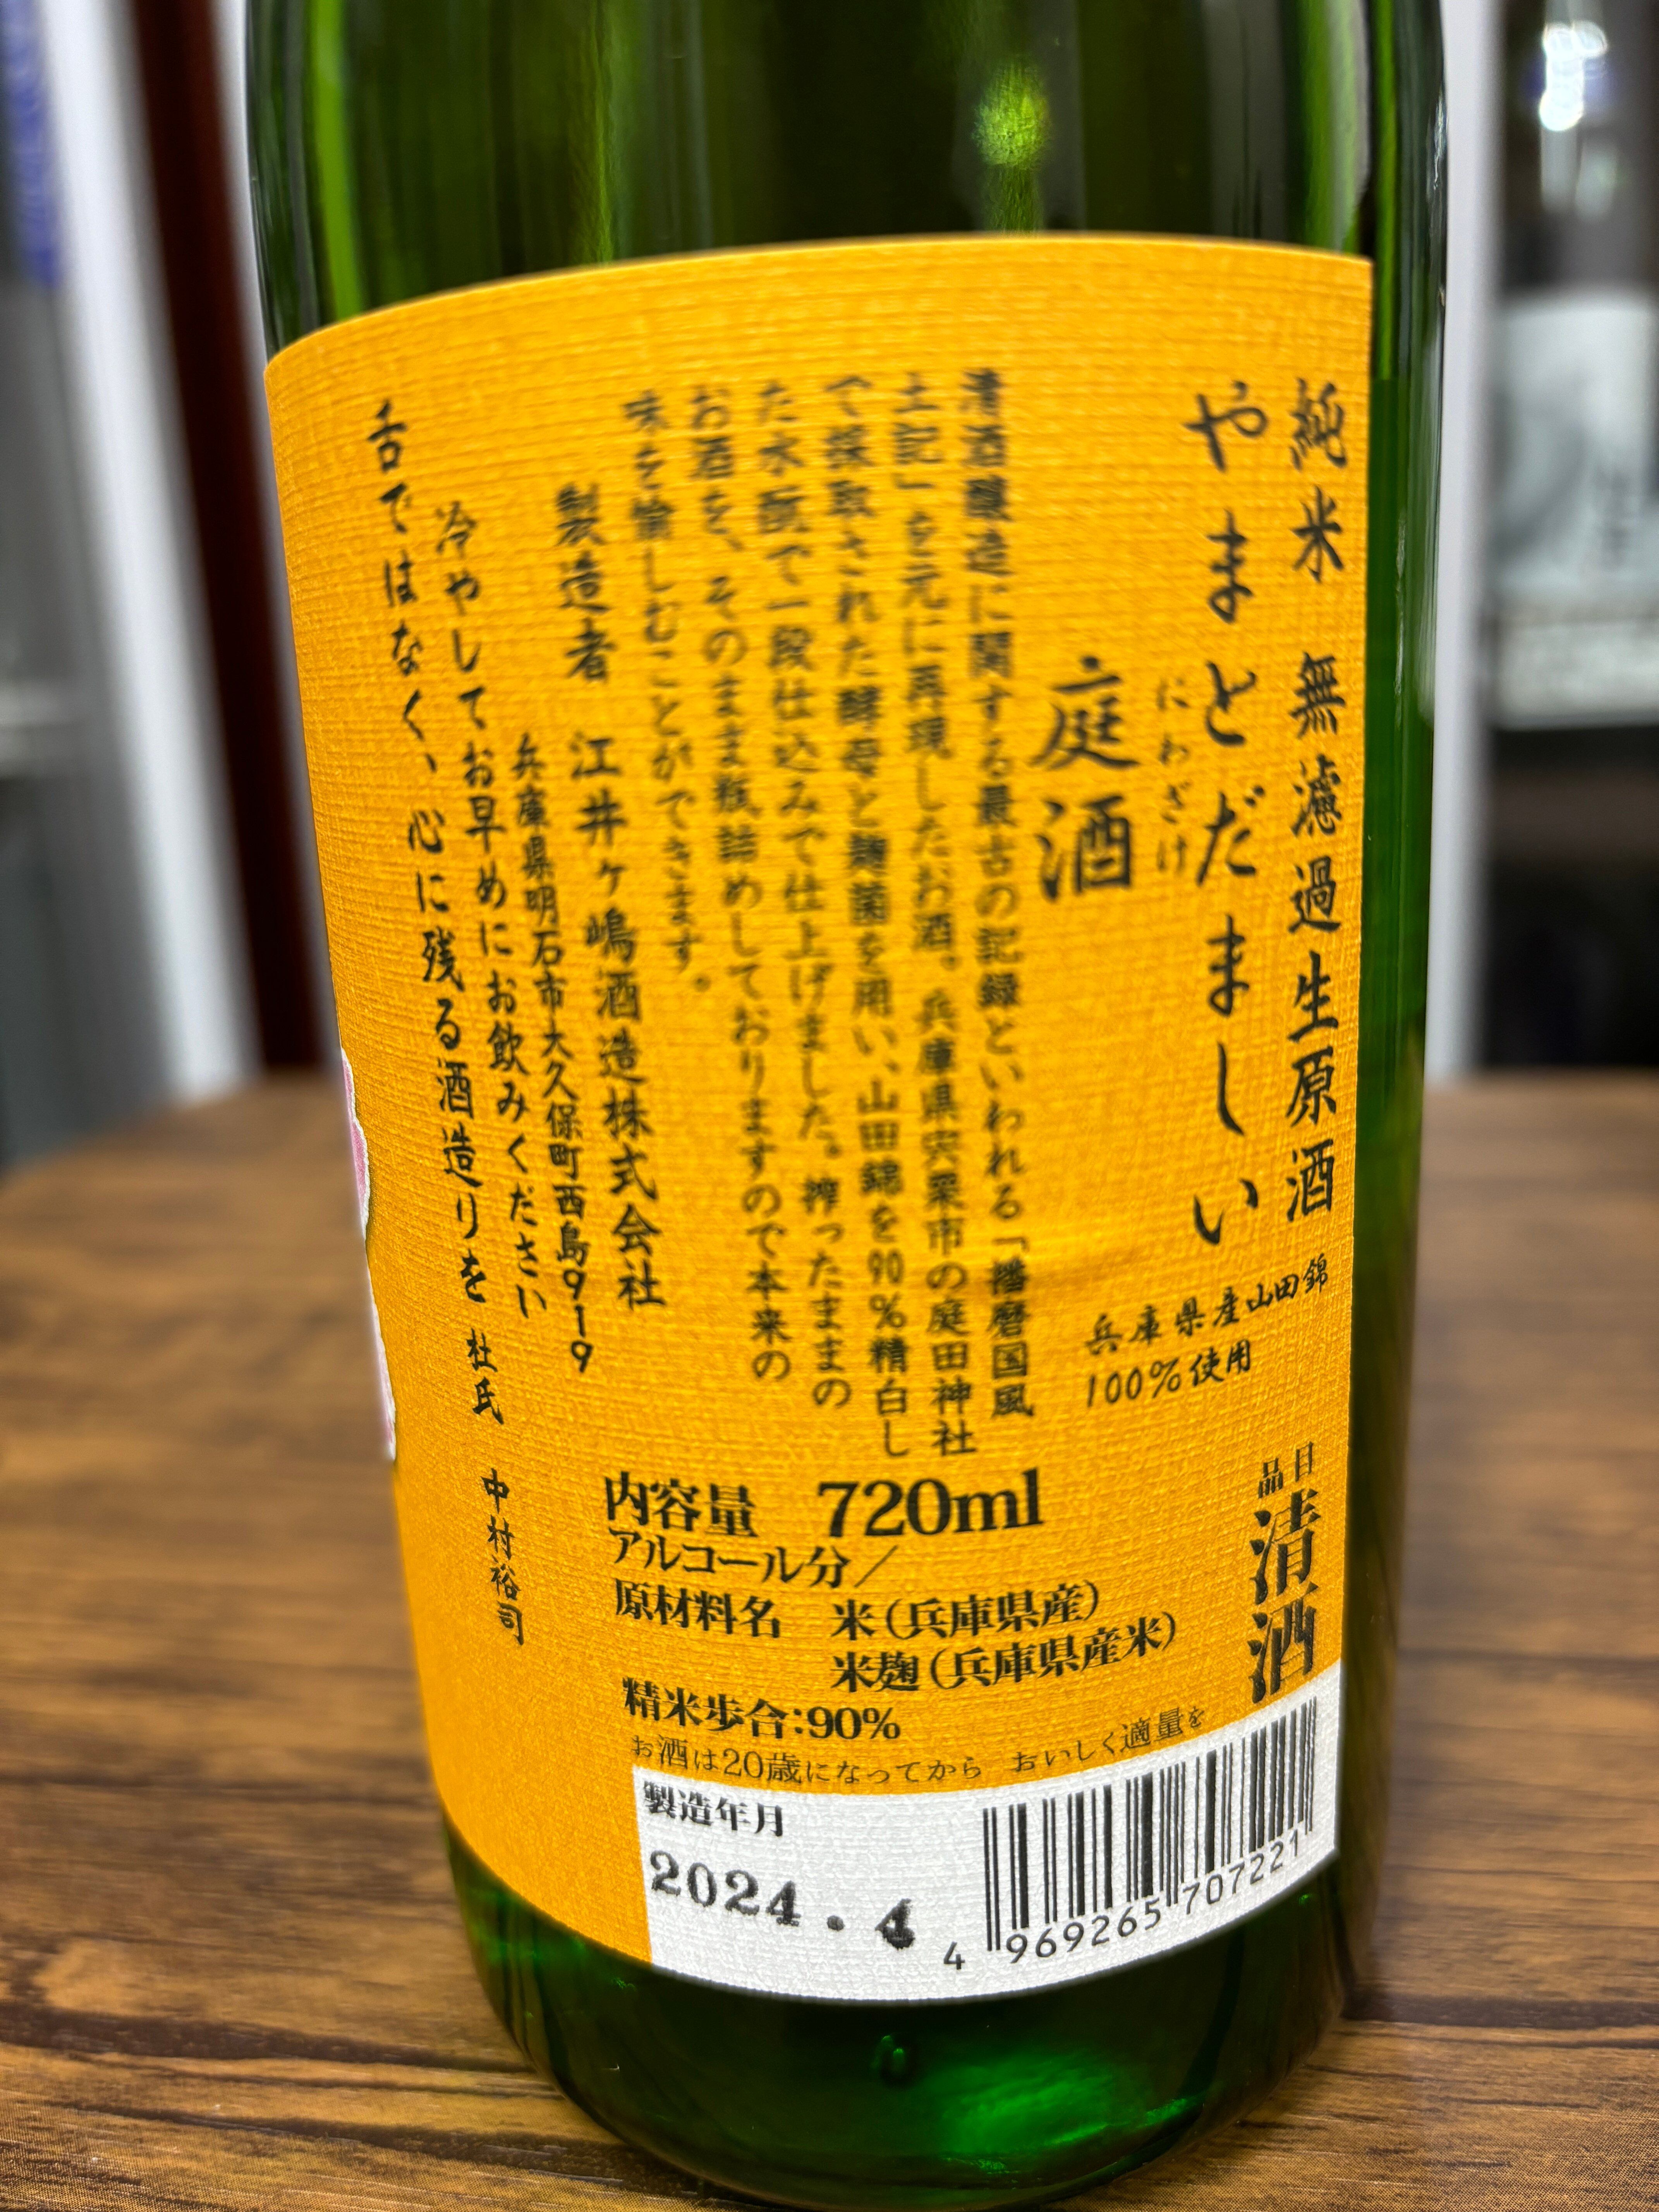 純米 無濾過生原酒
やまとだましい
にわざけ
庭酒
兵庫県産山田錦
100%使用
清酒醸造に関する最古の記録といわれる「播磨国風
土記」を元に再現したお酒。兵庫県宍粟市の庭田神社
で採取された酵母と麹菌を用い、山田錦を90%精白し
た水酛で一段仕込みで仕上げました。搾ったままの
お酒を、そのまま瓶詰めしておりますので本来の
味を愉しむことができます。
製造者 江井ヶ嶋酒造株式会社
兵庫県明石市大久保町西島919
冷やしてお早めにお飲みください
舌ではなく、心に残る酒造りを 杜氏 中村裕司
品目
清酒
内容量 720ml
アルコール分/
原材料名 米(兵庫県産)
米麹(兵庫県産米)
精米歩合:90%
お酒は20歳になってから おいしく適量を
製造年月
2024.4
4 969265 707221